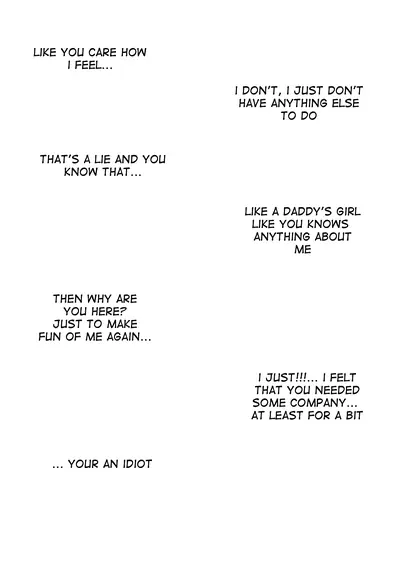 LIKE YOU CARE HOW
I FEEL...
I DON'T, I JUST DON'T
HAVE ANYTHING ELSE
TO DO
THAT'S A LIE AND YOU
KNOW THAT...
LIKE A DADDY'S GIRL
LIKE YOU KNOWS
ANYTHING ABOUT
ME
THEN WHY ARE
YOU HERE?
JUST TO MAKE
FUN OF ME AGAIN...
I JUST!!!... I FELT
THAT YOU NEEDED
SOME COMPANY...
AT LEAST FOR A BIT
... YOUR AN IDIOT